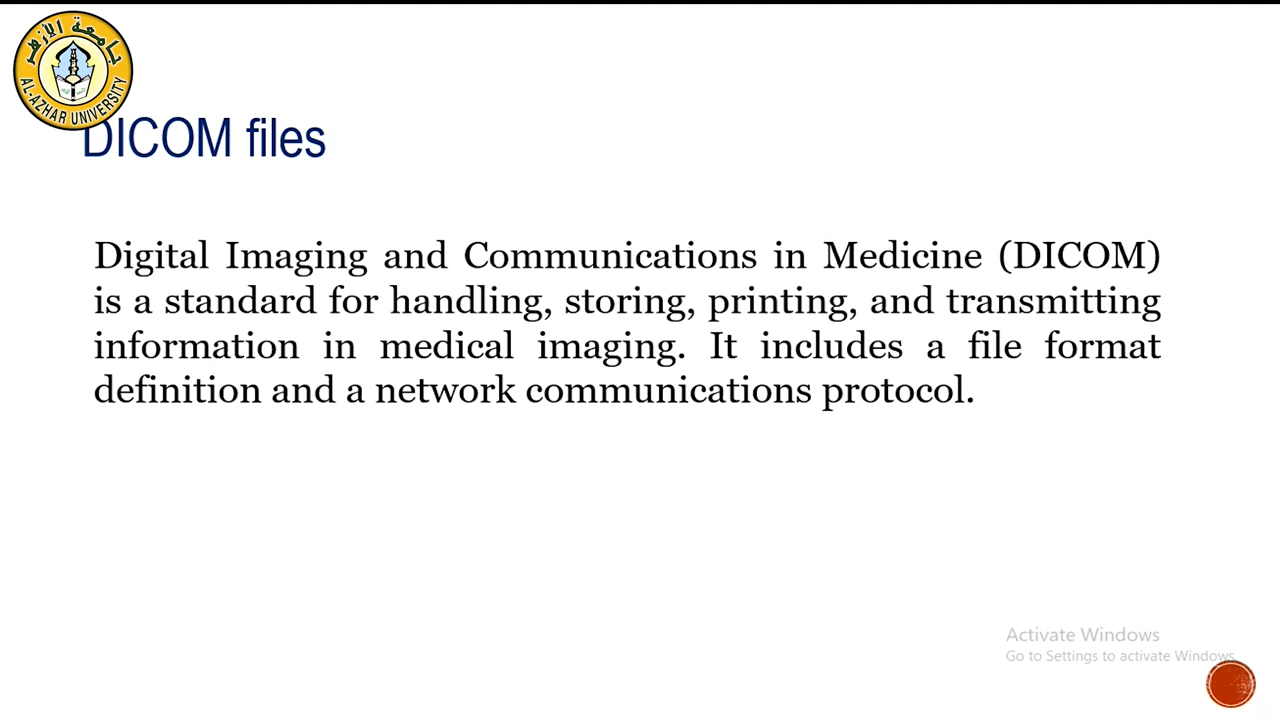 جامعة الأزهر
AL-AZHAR UNIVERSITY
DICOM files
Digital Imaging and Communications in Medicine (DICOM)
is a standard for handling, storing, printing, and transmitting
information in medical imaging. It includes a file format
definition and a network communications protocol.
Activate Windows
Go to Settings to activate Windows.